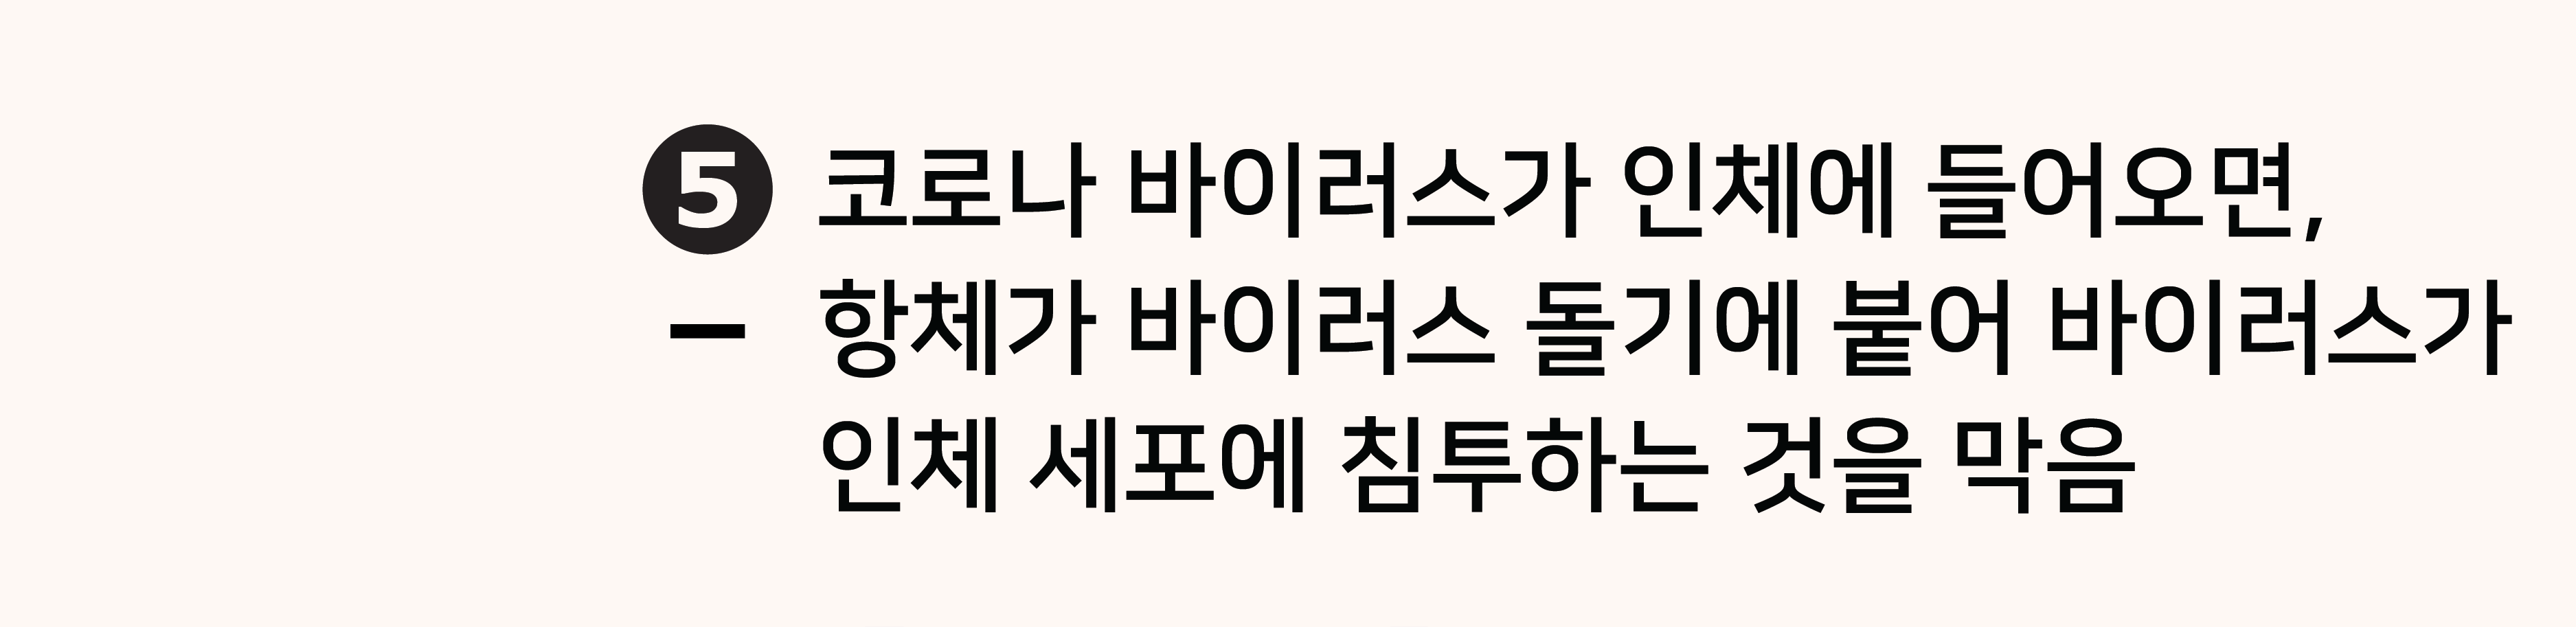 ❺ 코로나 바이러스가 인체에 들어오면,
– 항체가 바이러스 돌기에 붙어 바이러스가
인체 세포에 침투하는 것을 막음